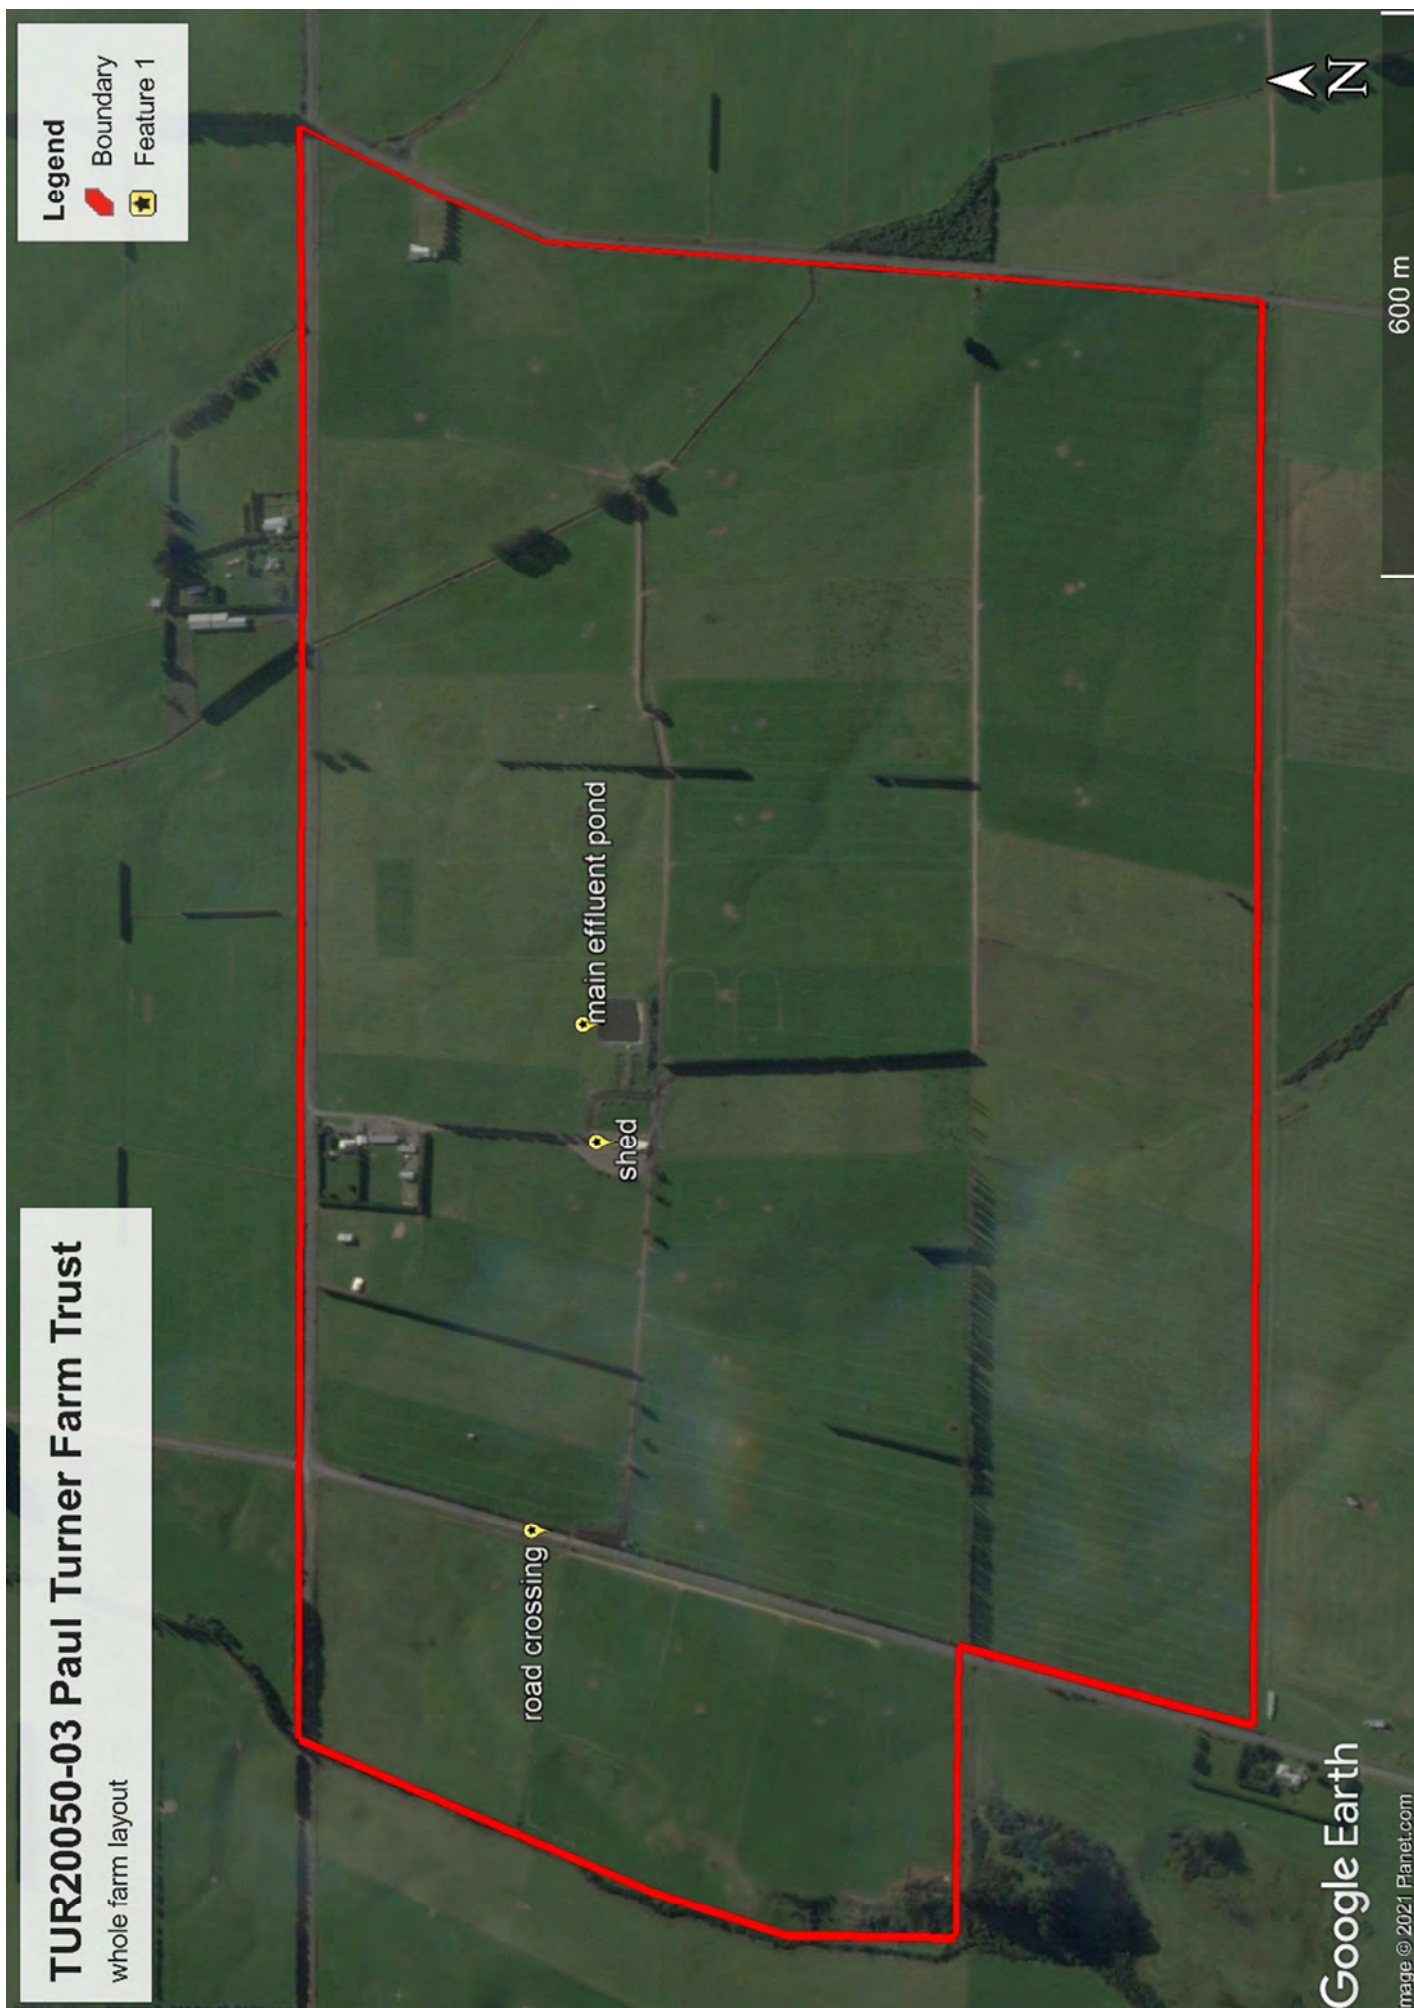 TUR20050-03 Paul Turner Farm Trust
whole farm layout
Legend
Boundary
Feature 1
road crossing
shed
main effluent pond
Google Earth
mage © 2021 Planet.com
600 m
N